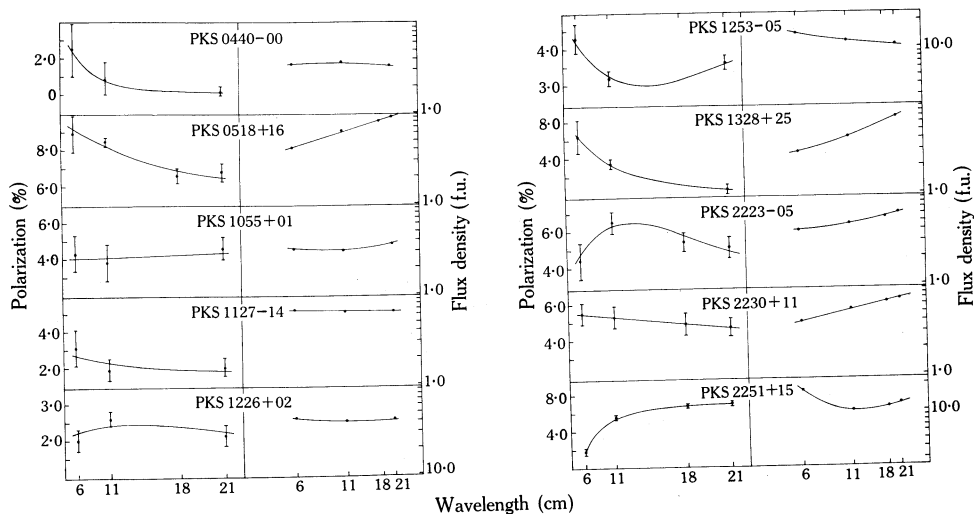 PKS 0440-00
2·0
0
1·0
PKS 0518+16
8·0
6·0
1·0
PKS 1055+01
6·0
4·0
1·0
PKS 1127-14
4·0
2·0
1·0
PKS 1226+02
3·0
2·0
10·0
6 11 18 21 6 11 18 21
Polarization (%)
Flux density (f.u.)
PKS 1253-05
4·0
3·0
10·0
PKS 1328+25
8·0
4·0
1·0
PKS 2223-05
6·0
4·0
1·0
PKS 2230+11
6·0
4·0
1·0
PKS 2251+15
8·0
4·0
10·0
6 11 18 21 6 11 18 21
Polarization (%)
Flux density (f.u.)
Wavelength (cm)